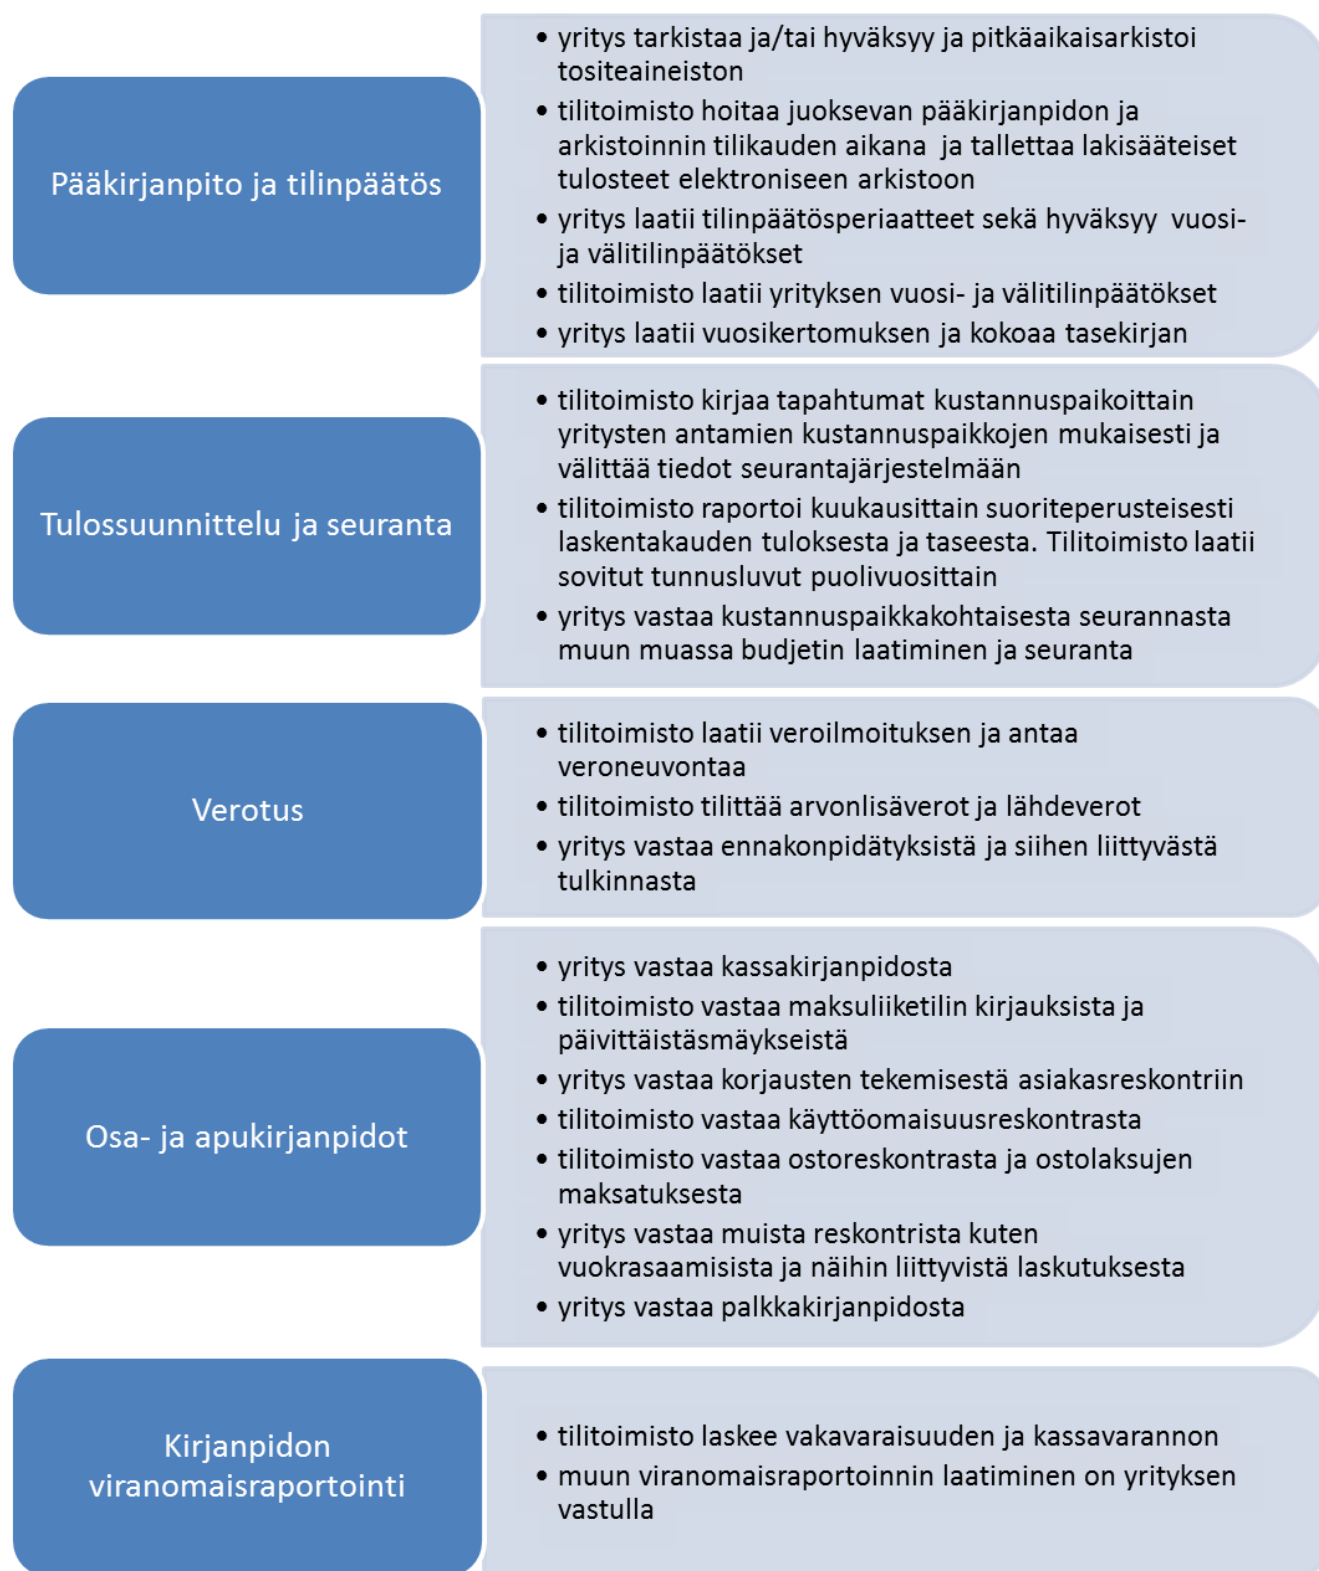 Pääkirjanpito ja tilinpäätös
• yritys tarkistaa ja/tai hyväksyy ja pitkäaikaisarkistoi
tositeaineiston
• tilitoimisto hoitaa juoksevan pääkirjanpidon ja
arkistoinnin tilikauden aikana ja tallettaa lakisääteiset
tulosteet elektroniseen arkistoon
• yritys laatii tilinpäätösperiaatteet sekä hyväksyy vuosi-
ja välitilinpäätökset
• tilitoimisto laatii yrityksen vuosi- ja välitilinpäätökset
• yritys laatii vuosikertomuksen ja kokoaa tasekirjan
Tulossuunnittelu ja seuranta
• tilitoimisto kirjaa tapahtumat kustannuspaikoittain
yritysten antamien kustannuspaikkojen mukaisesti ja
välittää tiedot seurantajärjestelmään
• tilitoimisto raportoi kuukausittain suoriteperusteisesti
laskentakauden tuloksesta ja taseesta. Tilitoimisto laatii
sovitut tunnusluvut puolivuosittain
• yritys vastaa kustannuspaikkakohtaisesta seurannasta
muun muassa budjetin laatiminen ja seuranta
Verotus
• tilitoimisto laatii veroilmoituksen ja antaa
veroneuvontaa
• tilitoimisto tilittää arvonlisäverot ja lähdeverot
• yritys vastaa ennakonpidätyksistä ja siihen liittyvästä
tulkinnasta
Osa- ja apukirjanpidot
• yritys vastaa kassakirjanpidosta
• tilitoimisto vastaa maksuliiketilin kirjauksista ja
päivittäistäsmäykseistä
• yritys vastaa korjausten tekemisestä asiakasreskontriin
• tilitoimisto vastaa käyttöomaisuusreskontrasta
• tilitoimisto vastaa ostoreskontrasta ja ostolaksujen
maksatuksesta
• yritys vastaa muista reskontrista kuten
vuokrasaamisista ja näihin liittyvistä laskutuksesta
• yritys vastaa palkkakirjanpidosta
Kirjanpidon
viranomaisraportointi
• tilitoimisto laskee vakavaraisuuden ja kassavarannon
• muun viranomaisraportoinnin laatiminen on yrityksen
vastulla